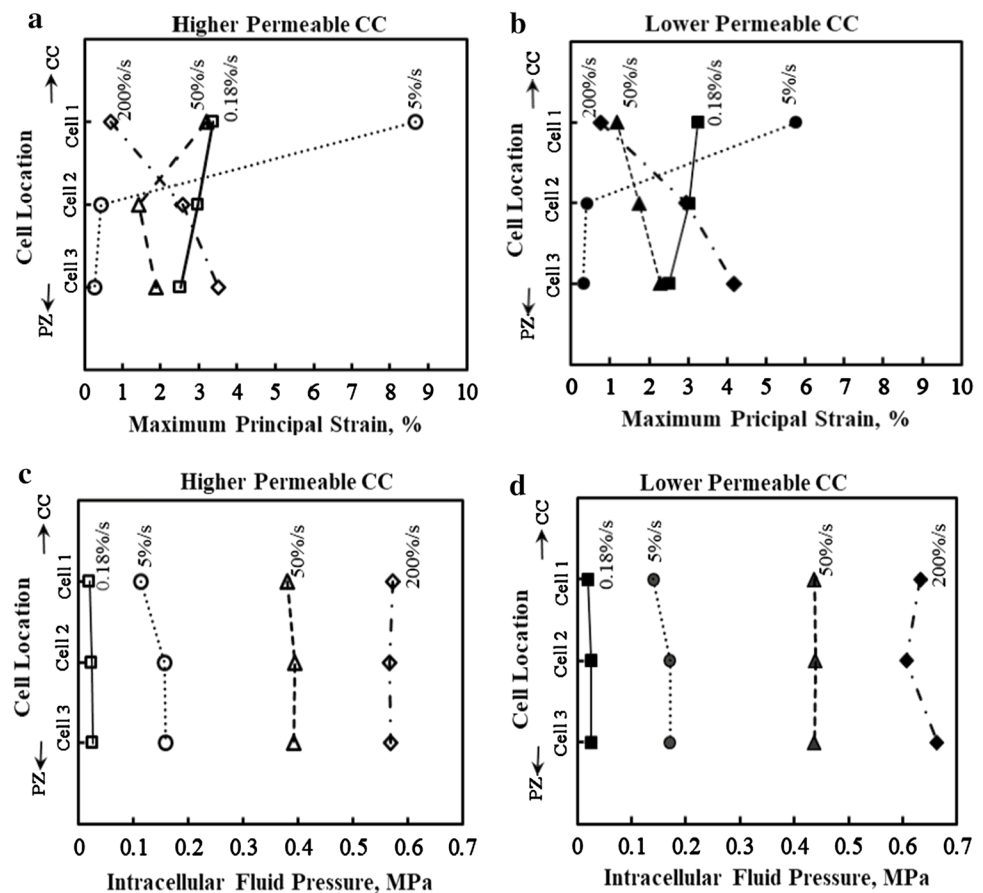 a
Higher Permeable CC
200%/s
50%/s
0.18%/s
5%/s
CC
Cell 1
Cell 2
Cell 3
PZ
Cell Location
0 1 2 3 4 5 6 7 8 9 10
Maximum Principal Strain, %
b
Lower Permeable CC
200%/s
50%/s
0.18%/s
5%/s
CC
Cell 1
Cell 2
Cell 3
PZ
Cell Location
0 1 2 3 4 5 6 7 8 9 10
Maximum Pricipal Strain, %
c
Higher Permeable CC
0.18%/s
5%/s
50%/s
200%/s
CC
Cell 1
Cell 2
Cell 3
PZ
Cell Location
0 0.1 0.2 0.3 0.4 0.5 0.6 0.7
Intracellular Fluid Pressure, MPa
d
Lower Permeable CC
0.18%/s
5%/s
50%/s
200%/s
CC
Cell 1
Cell 2
Cell 3
PZ
Cell Location
0 0.1 0.2 0.3 0.4 0.5 0.6 0.7
Intracellular Fluid Pressure, MPa